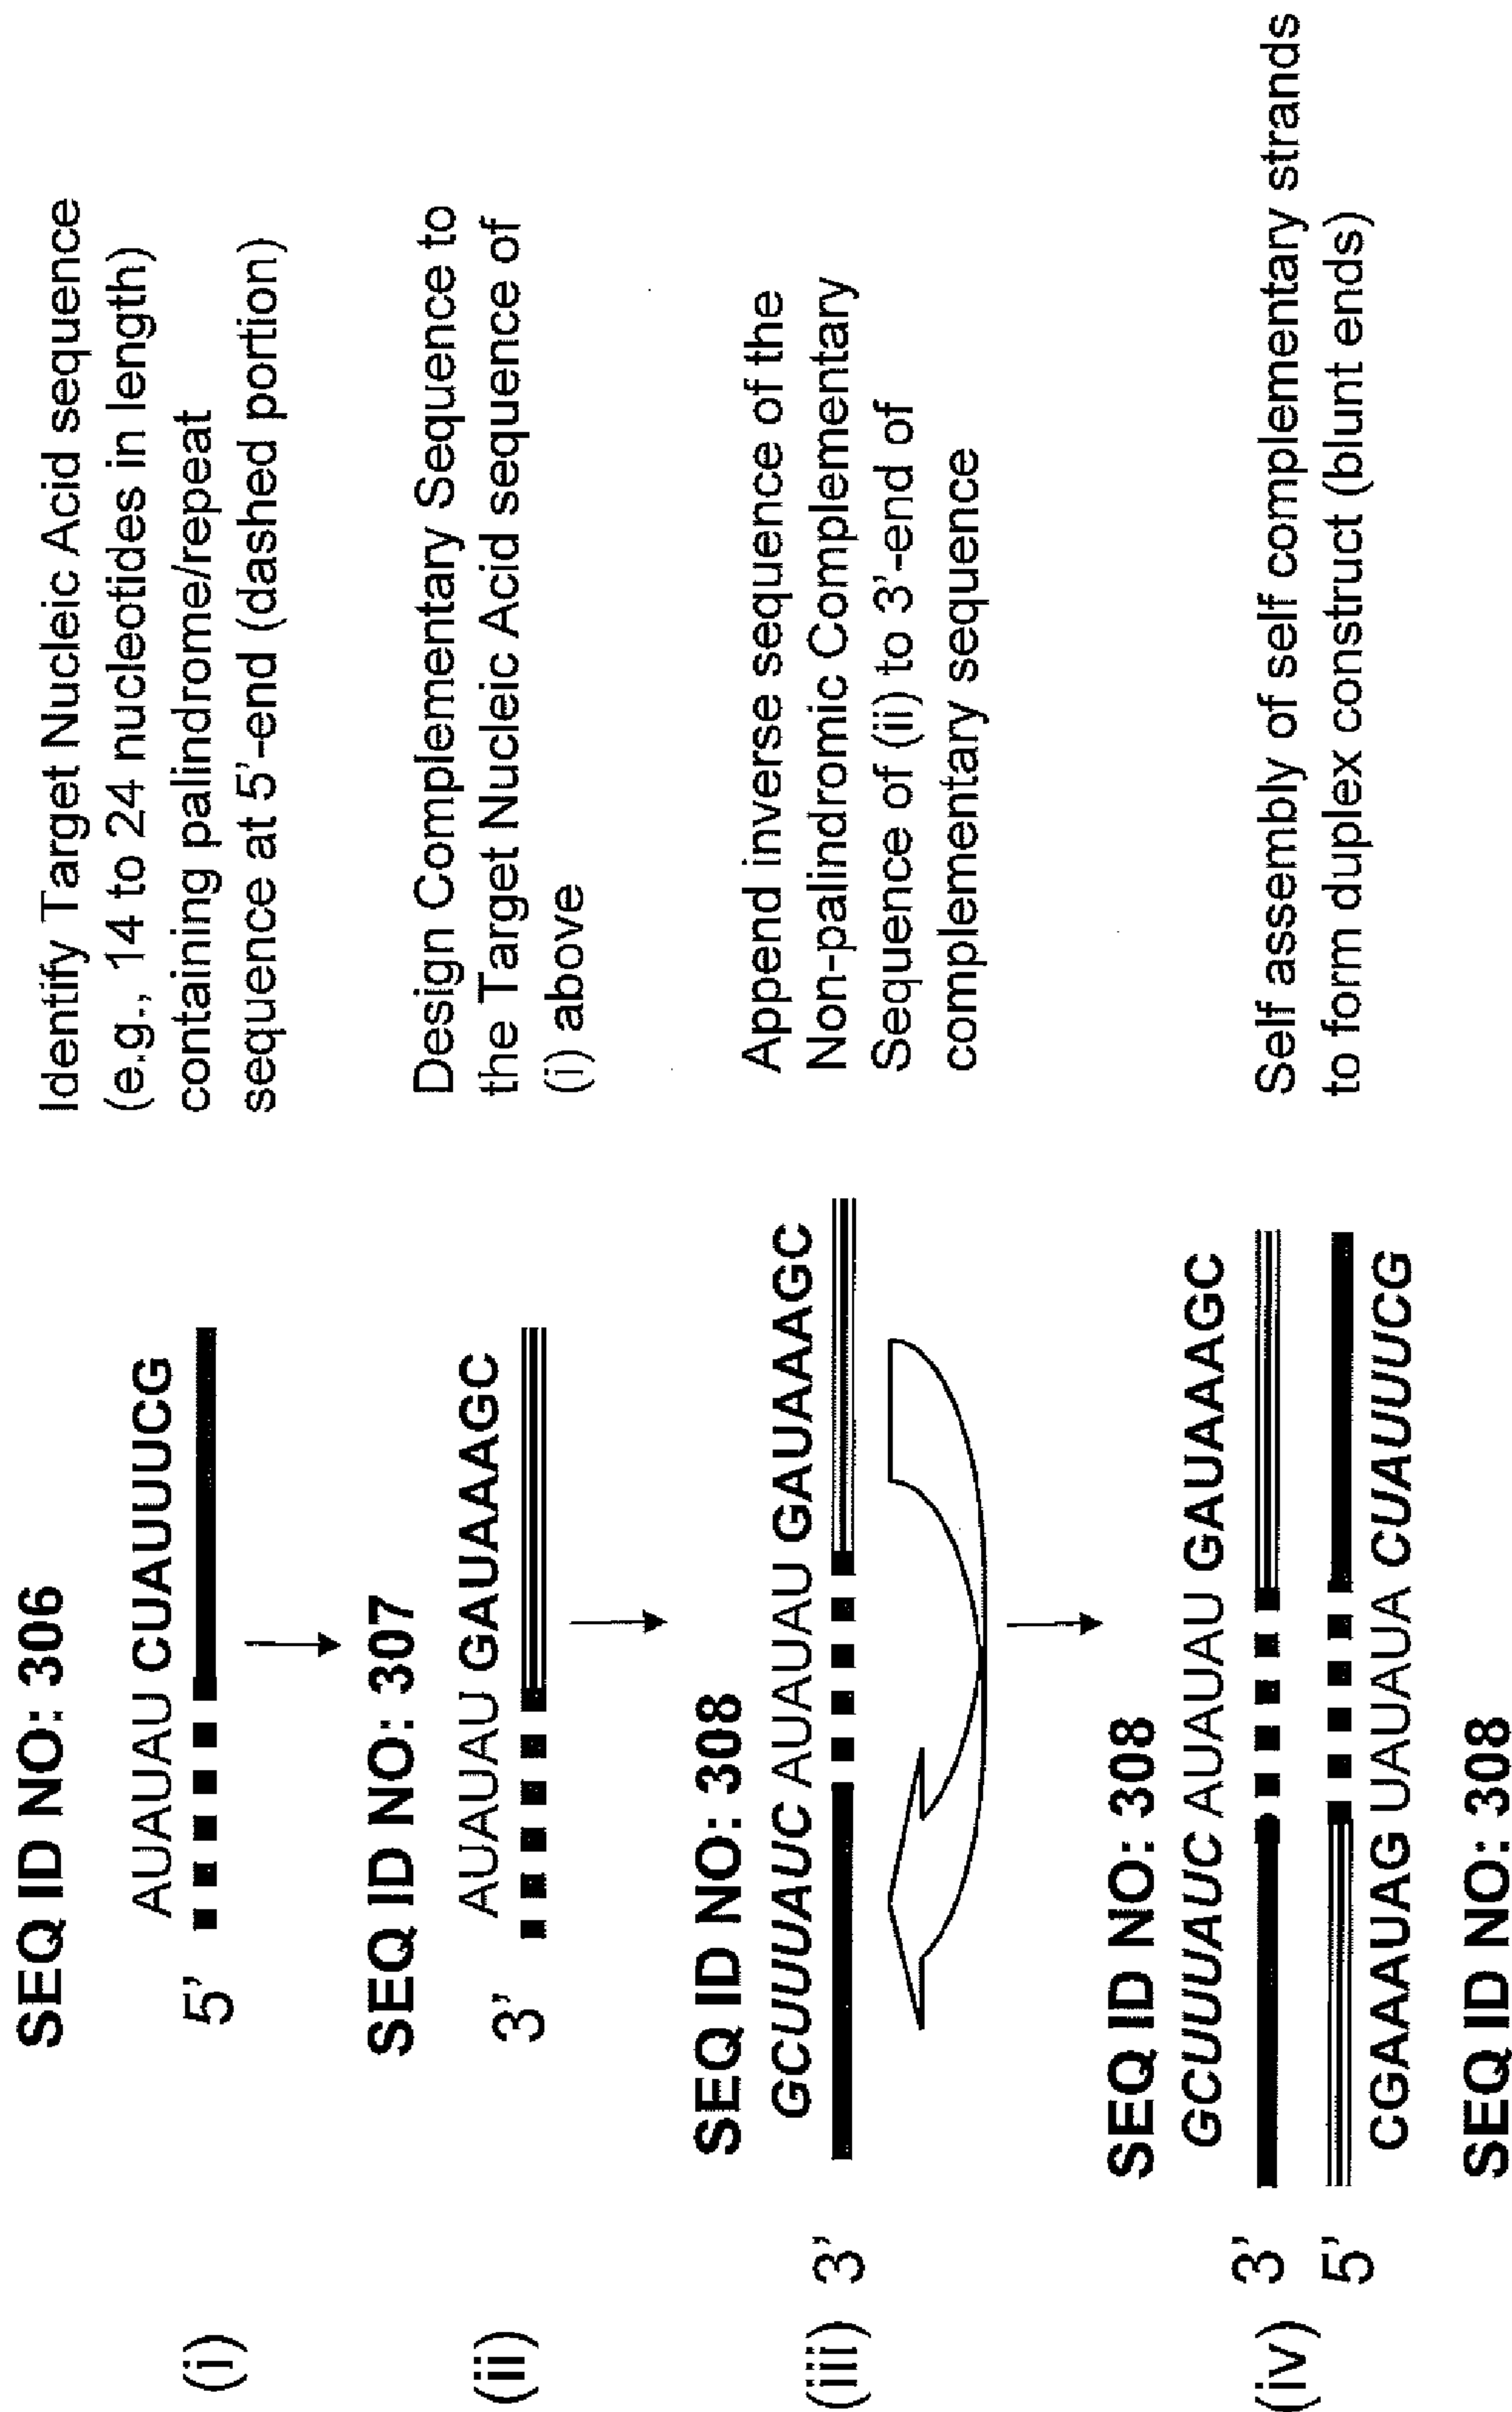 SEQ ID NO: 306
AUAUAU CUAUUUCG
(i) 5'
Identify Target Nucleic Acid sequence
(e.g., 14 to 24 nucleotides in length)
containing palindrome/repeat
sequence at 5'-end (dashed portion)
SEQ ID NO: 307
AUAUAU GAUAAAGC
(ii) 3'
Design Complementary Sequence to
the Target Nucleic Acid sequence of
(i) above
SEQ ID NO: 308
GCUUUAUC AUAUAU GAUAAAGC
(iii) 3'
Append inverse sequence of the
Non-palindromic Complementary
Sequence of (ii) to 3'-end of
complementary sequence
SEQ ID NO: 308
GCUUUAUC AUAUAU GAUAAAGC
(iv) 3'
5'
CGAAAUAG UAUAUA CUAUUUCG
SEQ ID NO: 308
Self assembly of self complementary strands
to form duplex construct (blunt ends)